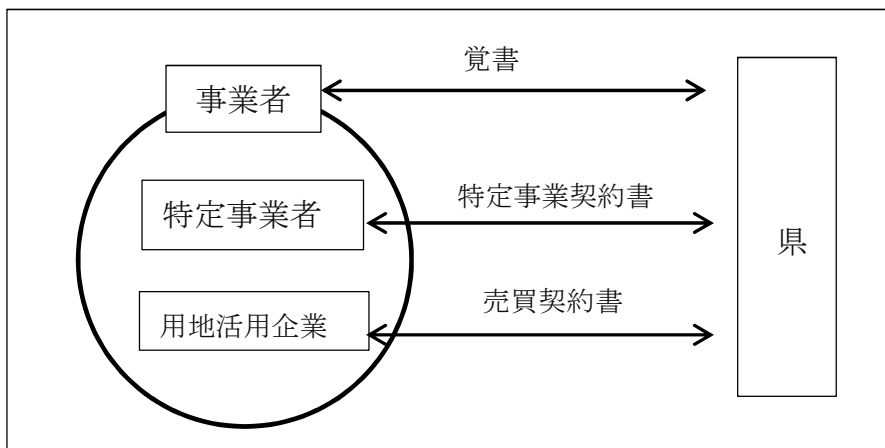 覚書
事業者
特定事業者
特定事業契約書
県
用地活用企業
売買契約書